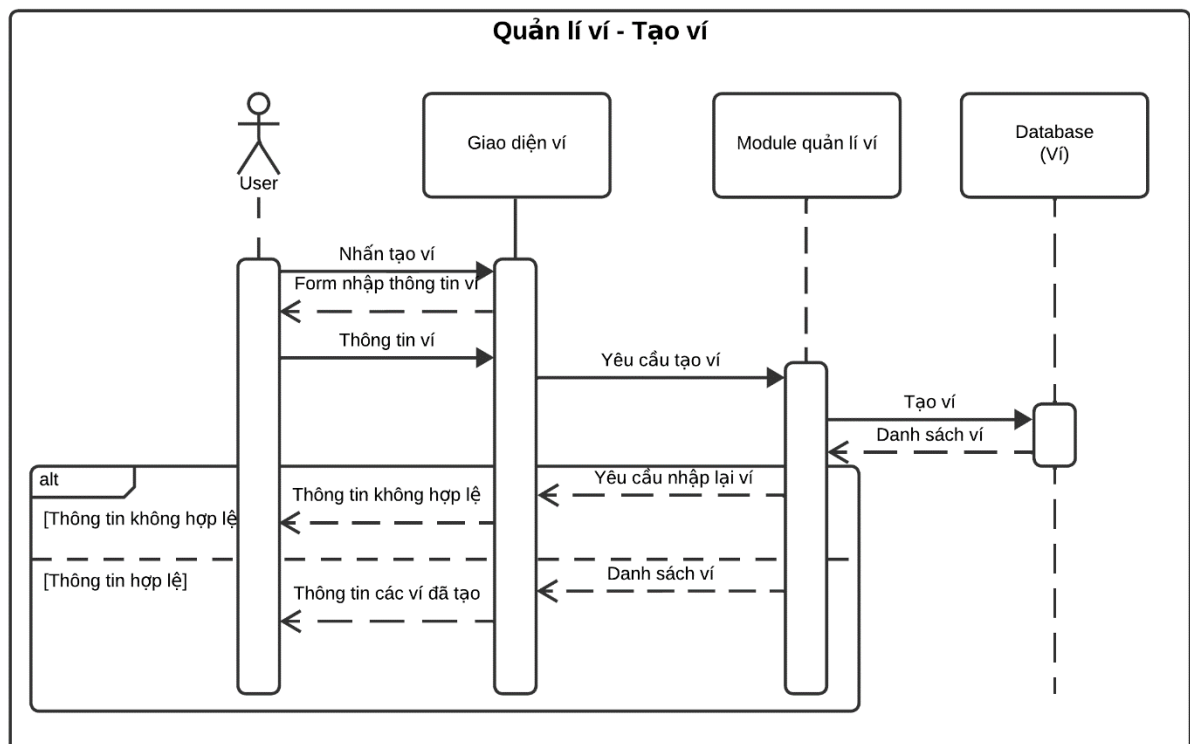 Quản lí ví - Tạo ví
User
Giao diện ví
Module quản lí ví
Database
(Ví)
Nhấn tạo ví
Form nhập thông tin ví
Thông tin ví
Yêu cầu tạo ví
Tạo ví
Danh sách ví
alt
Yêu cầu nhập lại ví
Thông tin không hợp lệ
[Thông tin không hợp lệ
Danh sách ví
[Thông tin hợp lệ]
Thông tin các ví đã tạo